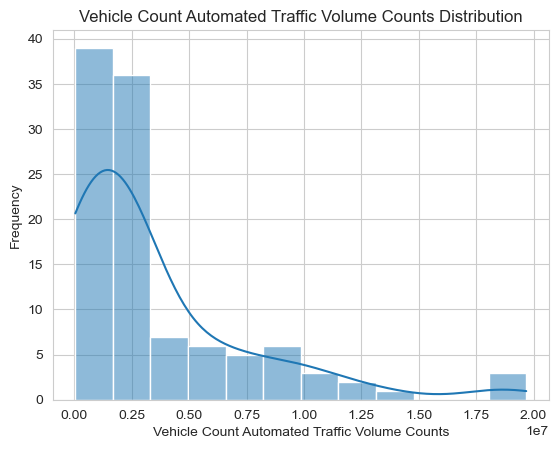 Vehicle Count Automated Traffic Volume Counts Distribution
40
35
30
25
20
15
10
5
0
Frequency
0.00 0.25 0.50 0.75 1.00 1.25 1.50 1.75 2.00
1e7
Vehicle Count Automated Traffic Volume Counts